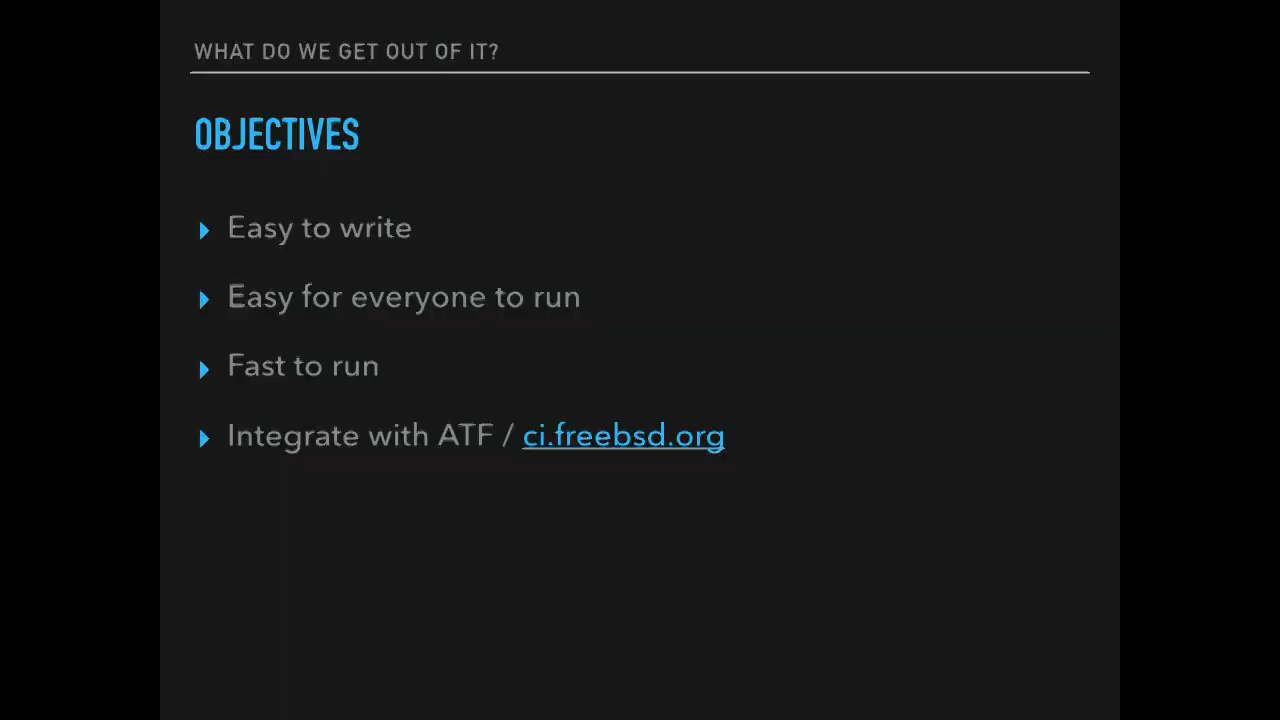 WHAT DO WE GET OUT OF IT?
OBJECTIVES
Easy to write
Easy for everyone to run
Fast to run
Integrate with ATF / ci.freebsd.org